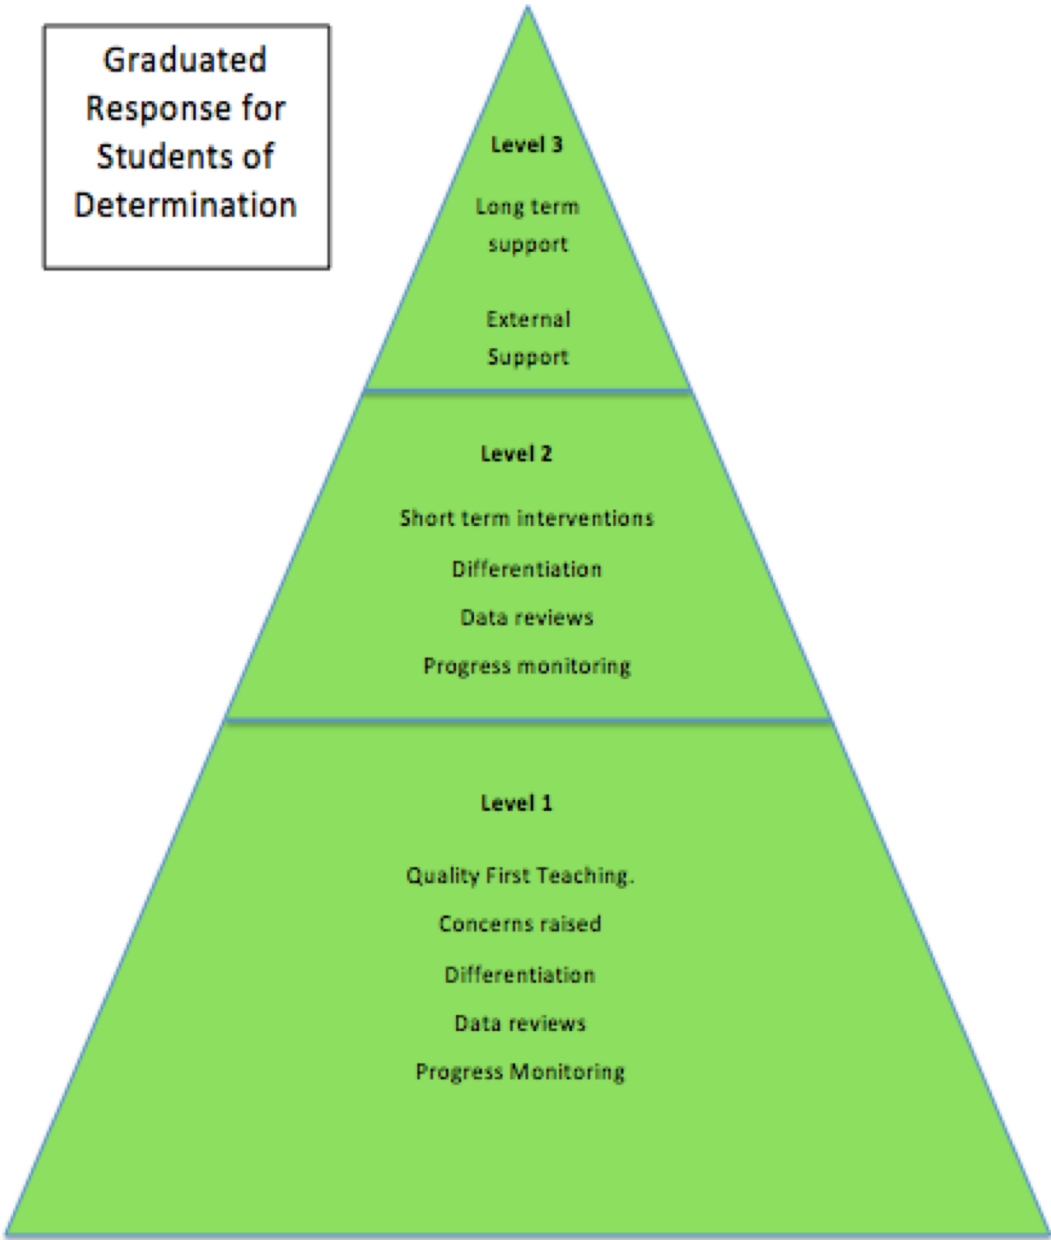 Graduated
Response for
Students of
Determination
Level 3
Long term
support
External
Support
Level 2
Short term interventions
Differentiation
Data reviews
Progress monitoring
Level 1
Quality First Teaching.
Concerns raised
Differentiation
Data reviews
Progress Monitoring